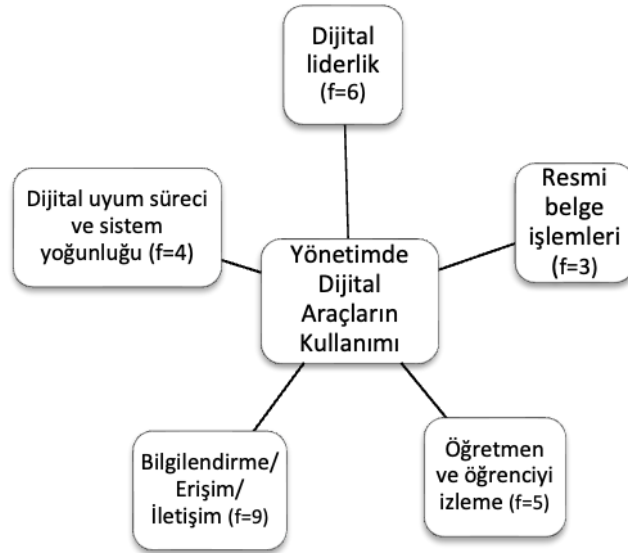 Dijital
liderlik
(f=6)
Dijital uyum süreci
ve sistem
yoğunluğu (f=4)
Resmi
belge
işlemleri
(f=3)
Yönetimde
Dijital
Araçların
Kullanımı
Bilgilendirme/
Erişim/
İletişim (f=9)
Öğretmen
ve öğrenciyi
izleme (f=5)